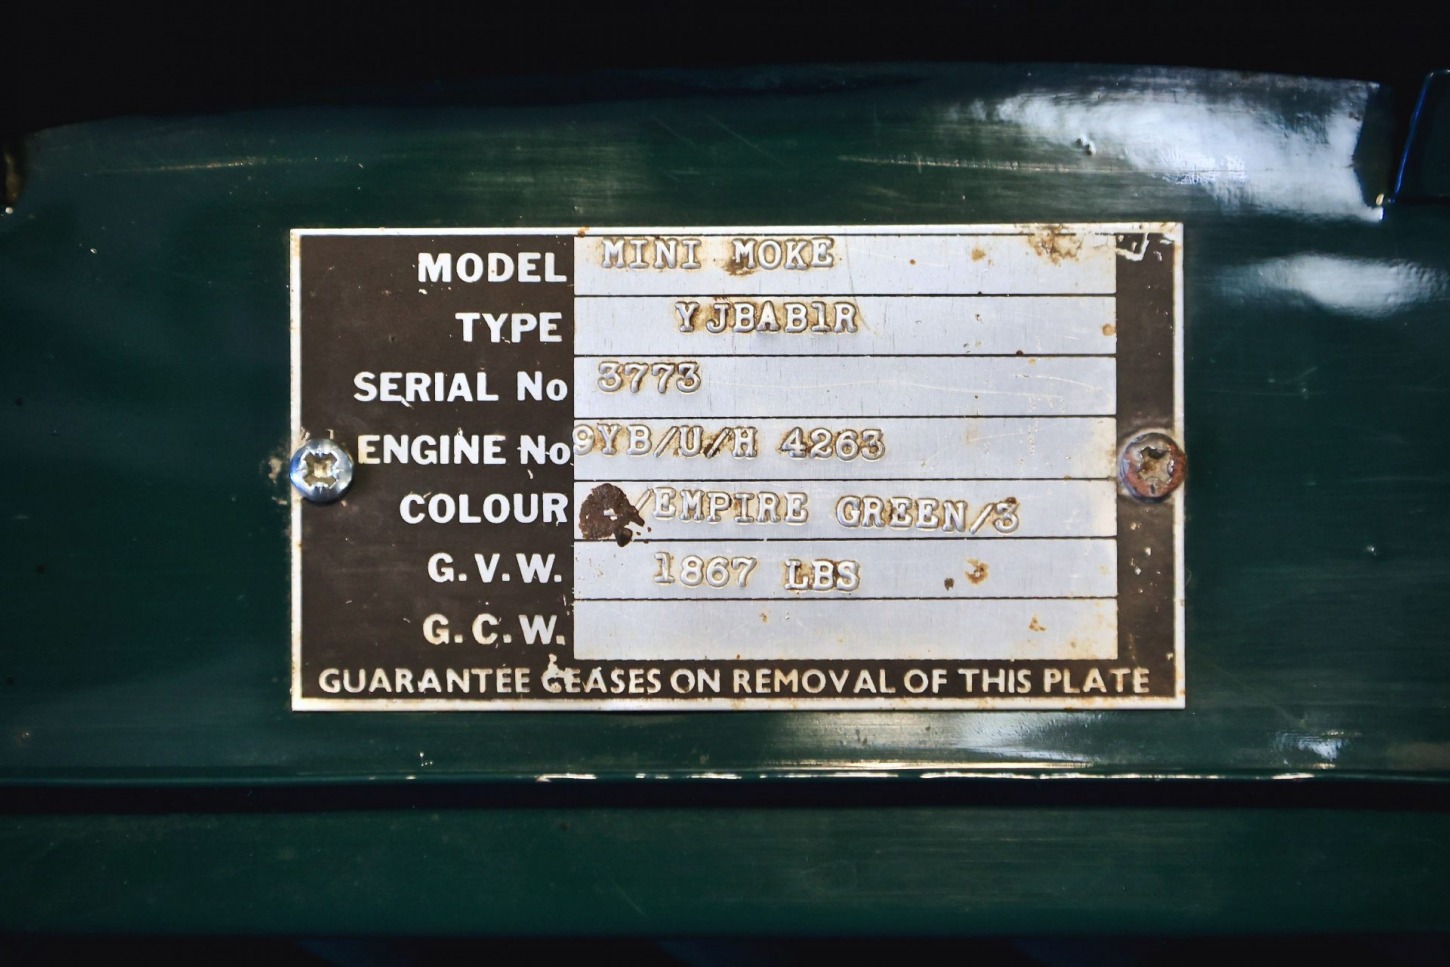 MODEL MINI MOKE
TYPE YJBAB1R
SERIAL No 3773
ENGINE No 9YB/U/H 4263
COLOUR /EMPIRE GREEN/3
G.V.W. 1867 LBS
G.C.W.
GUARANTEE CEASES ON REMOVAL OF THIS PLATE